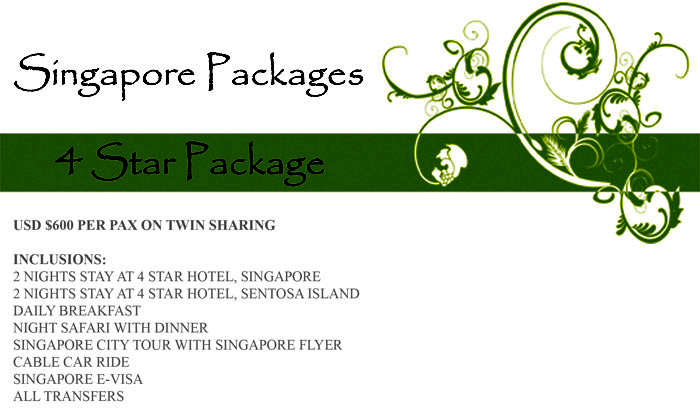 Singapore Packages
4 Star Package
USD $600 PER PAX ON TWIN SHARING
INCLUSIONS:
2 NIGHTS STAY AT 4 STAR HOTEL, SINGAPORE
2 NIGHTS STAY AT 4 STAR HOTEL, SENTOSA ISLAND
DAILY BREAKFAST
NIGHT SAFARI WITH DINNER
SINGAPORE CITY TOUR WITH SINGAPORE FLYER
CABLE CAR RIDE
SINGAPORE E-VISA
ALL TRANSFERS